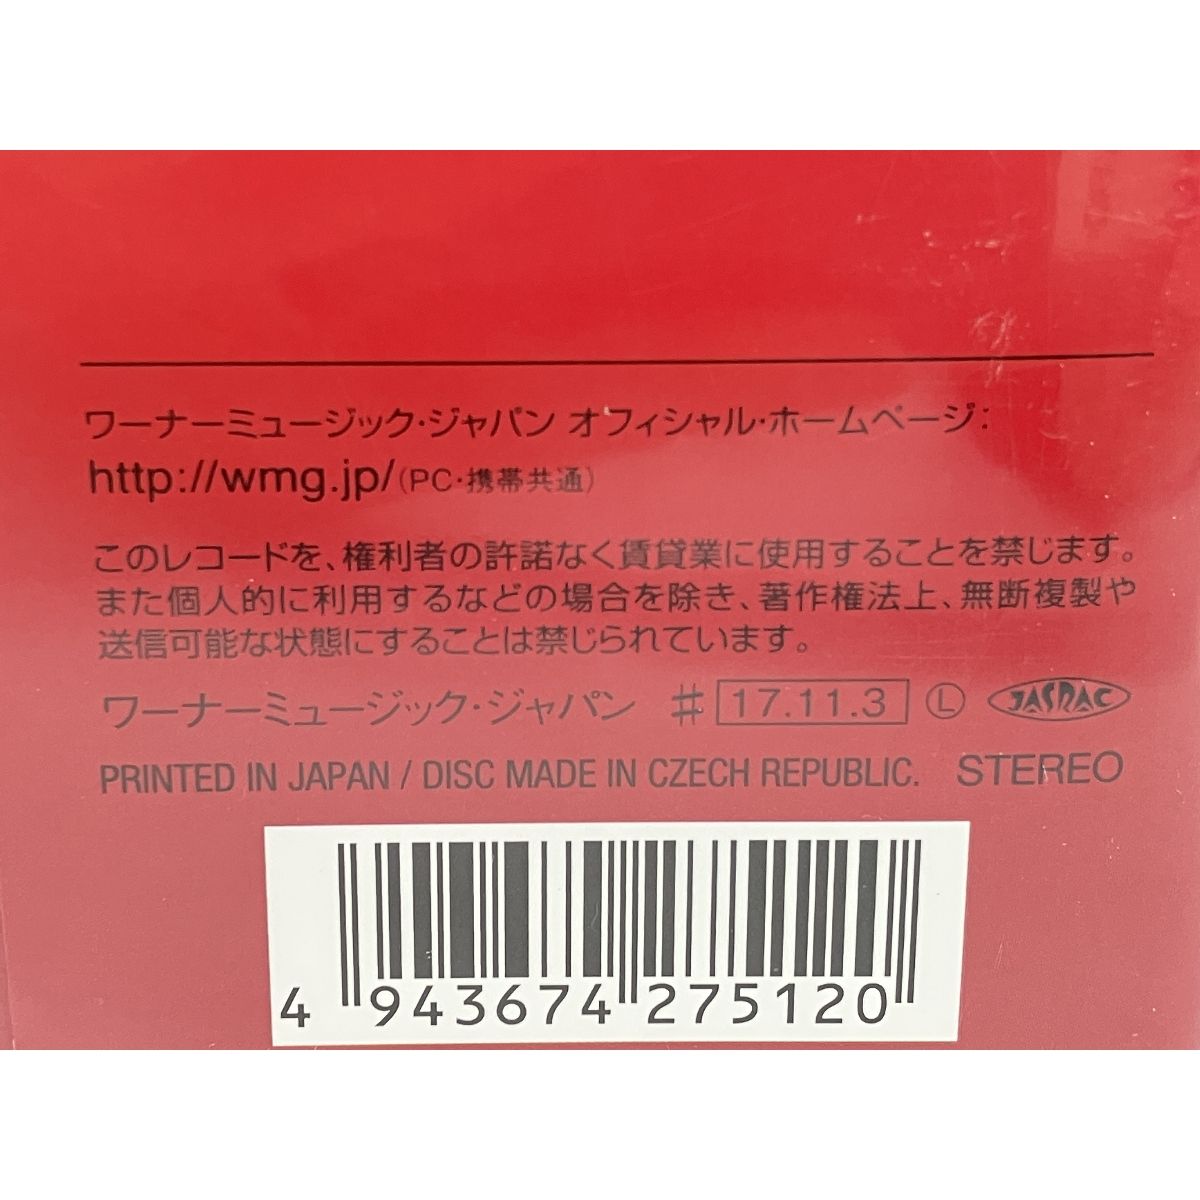 ワーナーミュージック・ジャパン オフィシャル・ホームページ:
http://wmg.jp/(PC・携帯共通)
このレコードを、権利者の許諾なく賃貸業に使用することを禁じます。
また個人的に利用するなどの場合を除き、著作権法上、無断複製や
送信可能な状態にすることは禁じられています。
ワーナーミュージック・ジャパン ♯ 17.11.3 Ⓛ JASRAC
PRINTED IN JAPAN / DISC MADE IN CZECH REPUBLIC. STEREO
4 943674 275120